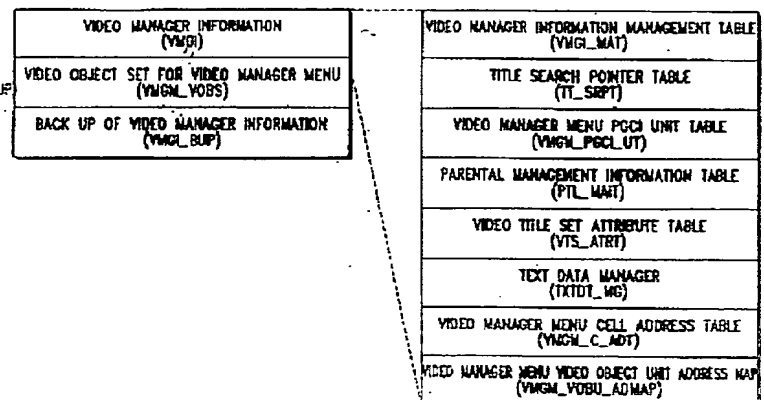 VIDEO MANAGER INFORMATION
(VMGI)
VIDEO OBJECT SET FOR VIDEO MANAGER MENU
(VMGM_VOBS)
BACK UP OF VIDEO MANAGER INFORMATION
(VMGI_BUP)
VIDEO MANAGER INFORMATION MANAGEMENT TABLE
(VMGI_MAT)
TITLE SEARCH POINTER TABLE
(TT_SRPT)
VIDEO MANAGER MENU PGCI UNIT TABLE
(VMGM_PGCI_UT)
PARENTAL MANAGEMENT INFORMATION TABLE
(PTL_MAIT)
VIDEO TITLE SET ATTRIBUTE TABLE
(VTS_ATRT)
TEXT DATA MANAGER
(TXTDT_MG)
VIDEO MANAGER MENU CELL ADDRESS TABLE
(VMGM_C_ADT)
VIDEO MANAGER MENU VIDEO OBJECT UNIT ADDRESS MAP
(VMGM_VOBU_ADMAP)